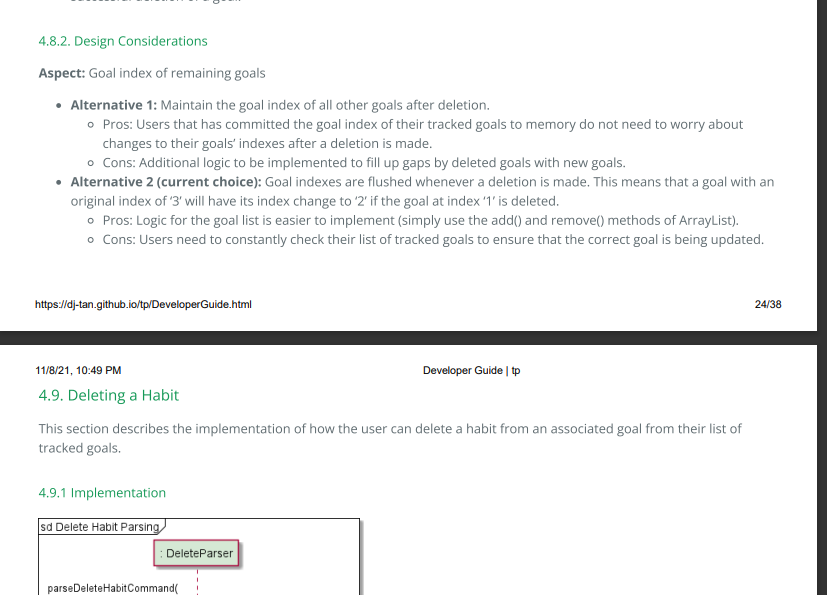 successful deletion of a goal.
4.8.2. Design Considerations
Aspect: Goal index of remaining goals
Alternative 1: Maintain the goal index of all other goals after deletion.
Pros: Users that has committed the goal index of their tracked goals to memory do not need to worry about
changes to their goals’ indexes after a deletion is made.
Cons: Additional logic to be implemented to fill up gaps by deleted goals with new goals.
Alternative 2 (current choice): Goal indexes are flushed whenever a deletion is made. This means that a goal with an
original index of ‘3’ will have its index change to ‘2’ if the goal at index ‘1’ is deleted.
Pros: Logic for the goal list is easier to implement (simply use the add() and remove() methods of ArrayList).
Cons: Users need to constantly check their list of tracked goals to ensure that the correct goal is being updated.
https://dj-tan.github.io/tp/DeveloperGuide.html 24/38
11/8/21, 10:49 PM Developer Guide | tp
4.9. Deleting a Habit
This section describes the implementation of how the user can delete a habit from an associated goal from their list of
tracked goals.
4.9.1 Implementation
sd Delete Habit Parsing
: DeleteParser
parseDeleteHabitCommand(